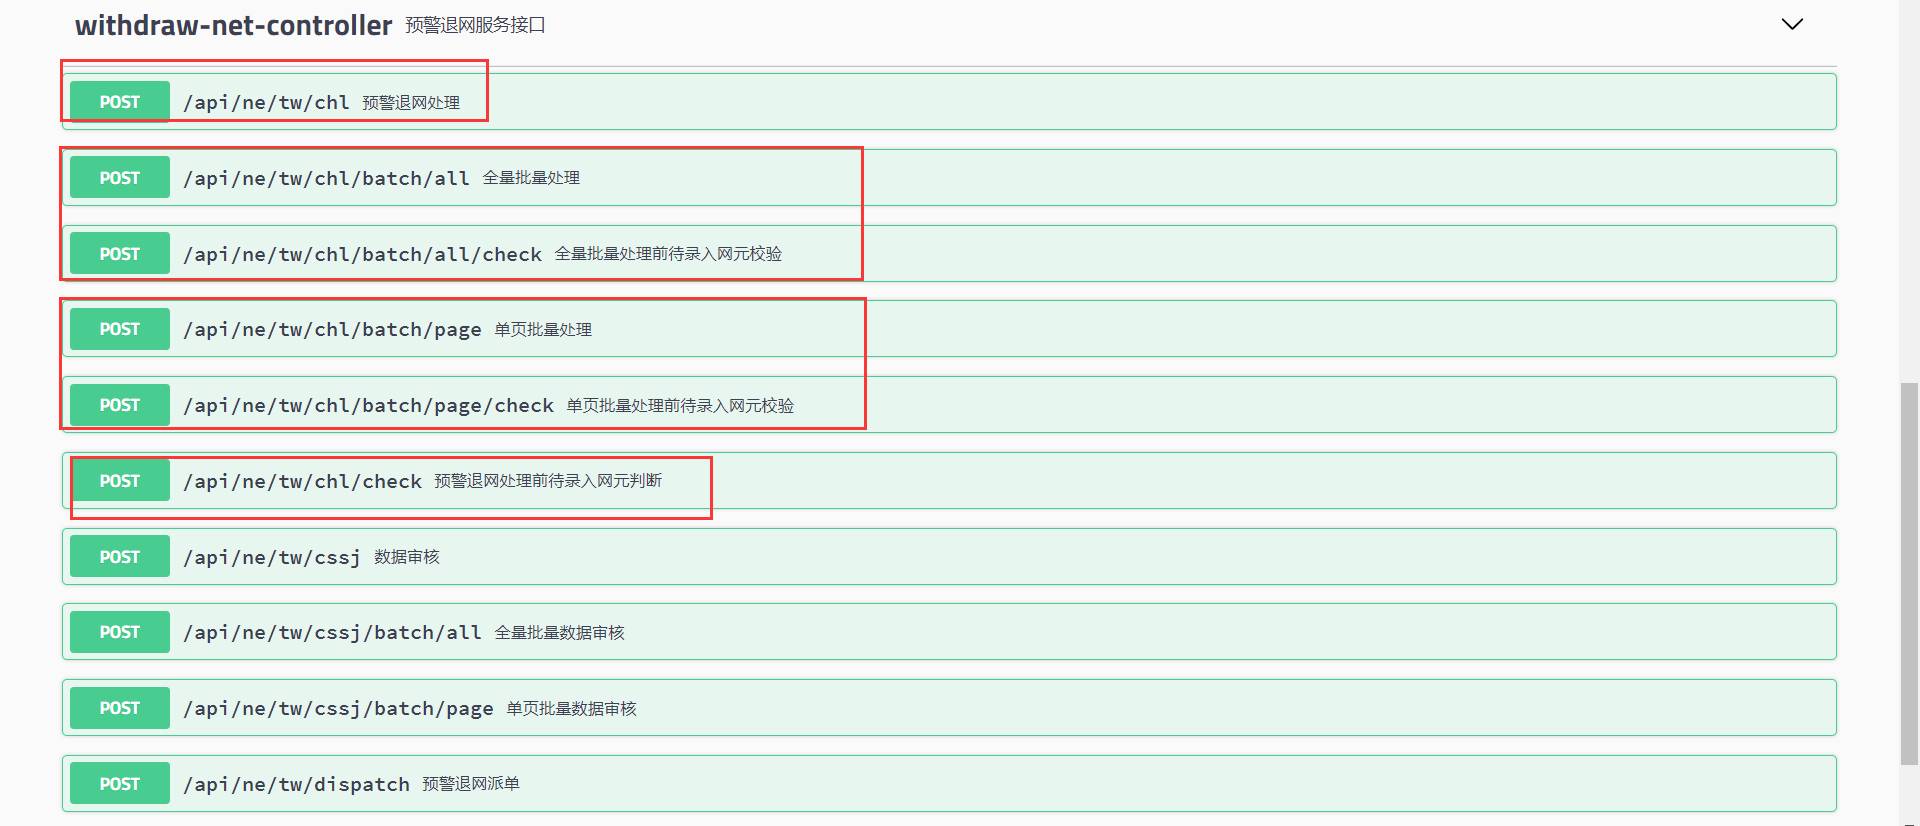 withdraw-net-controller 预警退网服务接口
POST /api/ne/tw/chl 预警退网处理
POST /api/ne/tw/chl/batch/all 全量批量处理
POST /api/ne/tw/chl/batch/all/check 全量批量处理前待录入网元校验
POST /api/ne/tw/chl/batch/page 单页批量处理
POST /api/ne/tw/chl/batch/page/check 单页批量处理前待录入网元校验
POST /api/ne/tw/chl/check 预警退网处理前待录入网元判断
POST /api/ne/tw/cssj 数据审核
POST /api/ne/tw/cssj/batch/all 全量批量数据审核
POST /api/ne/tw/cssj/batch/page 单页批量数据审核
POST /api/ne/tw/dispatch 预警退网派单